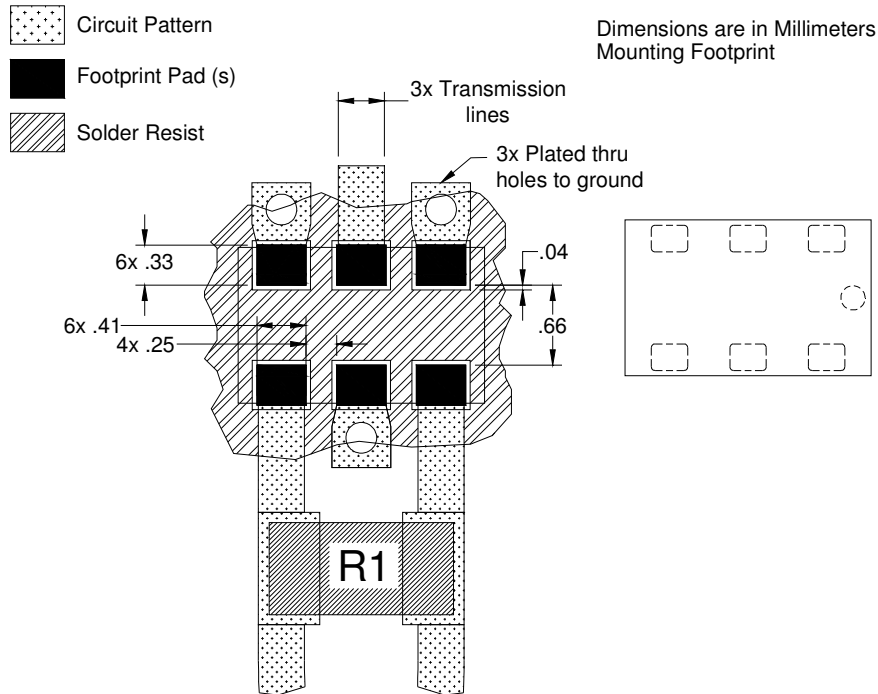 Circuit Pattern
Footprint Pad (s)
Solder Resist
Dimensions are in Millimeters
Mounting Footprint
3x Transmission
lines
3x Plated thru
holes to ground
6x .33
.04
6x .41
4x .25
.66
R1